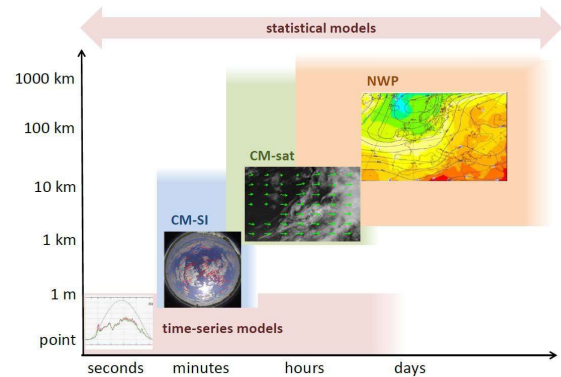 statistical models
1000 km
NWP
100 km
CM-sat
10 km
CM-SI
1 km
1 m
time-series models
point
seconds minutes hours days